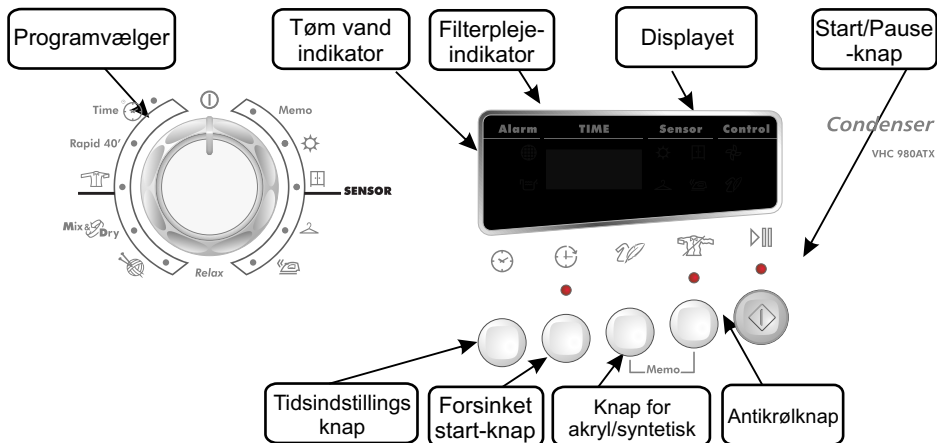 Programvælger
Tøm vand
indikator
Filterpleje-
indikator
Displayet
Start/Pause
-knap
Time
Rapid 40'
Mix & Dry
Relax
Memo
SENSOR
Alarm TIME Sensor Control
Condenser
VHC 980ATX
Memo
Tidsindstillings
knap
Forsinket
start-knap
Knap for
akryl/syntetisk
Antikrølknap